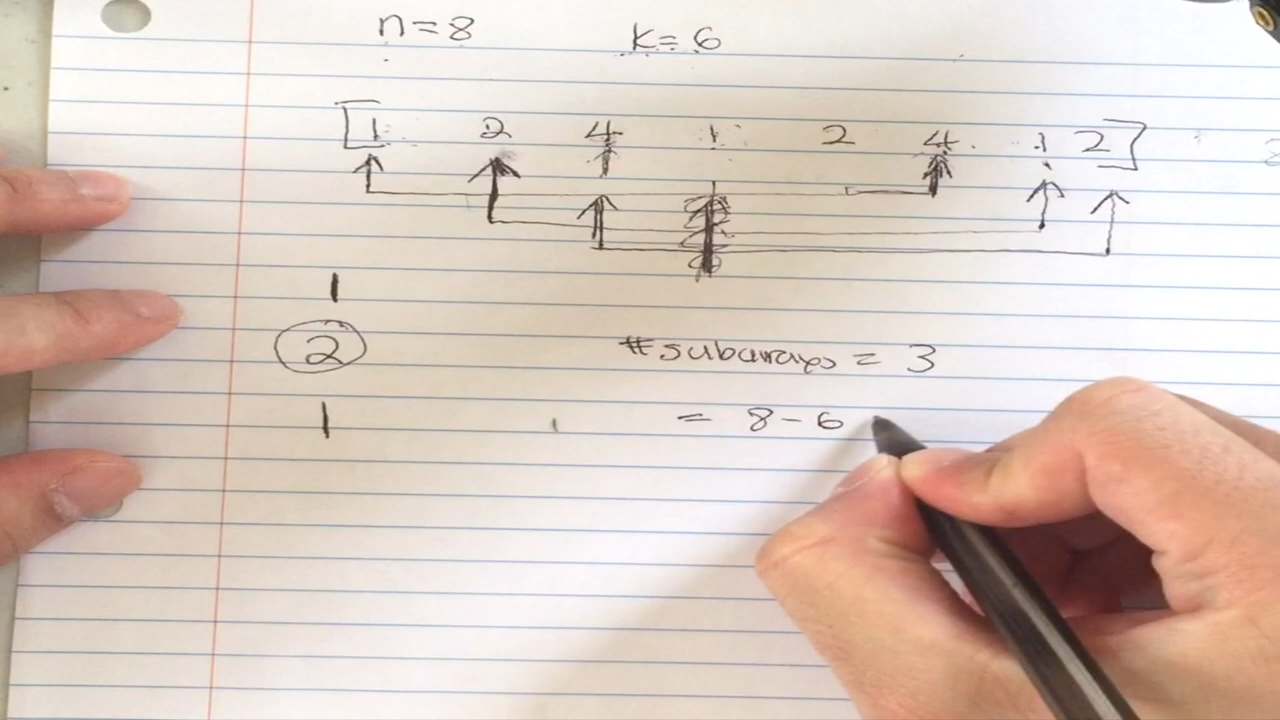 n=8 k=6
[1 2 4 1 2 4 1 2]
1
2 #subarrays = 3
1 = 8-6